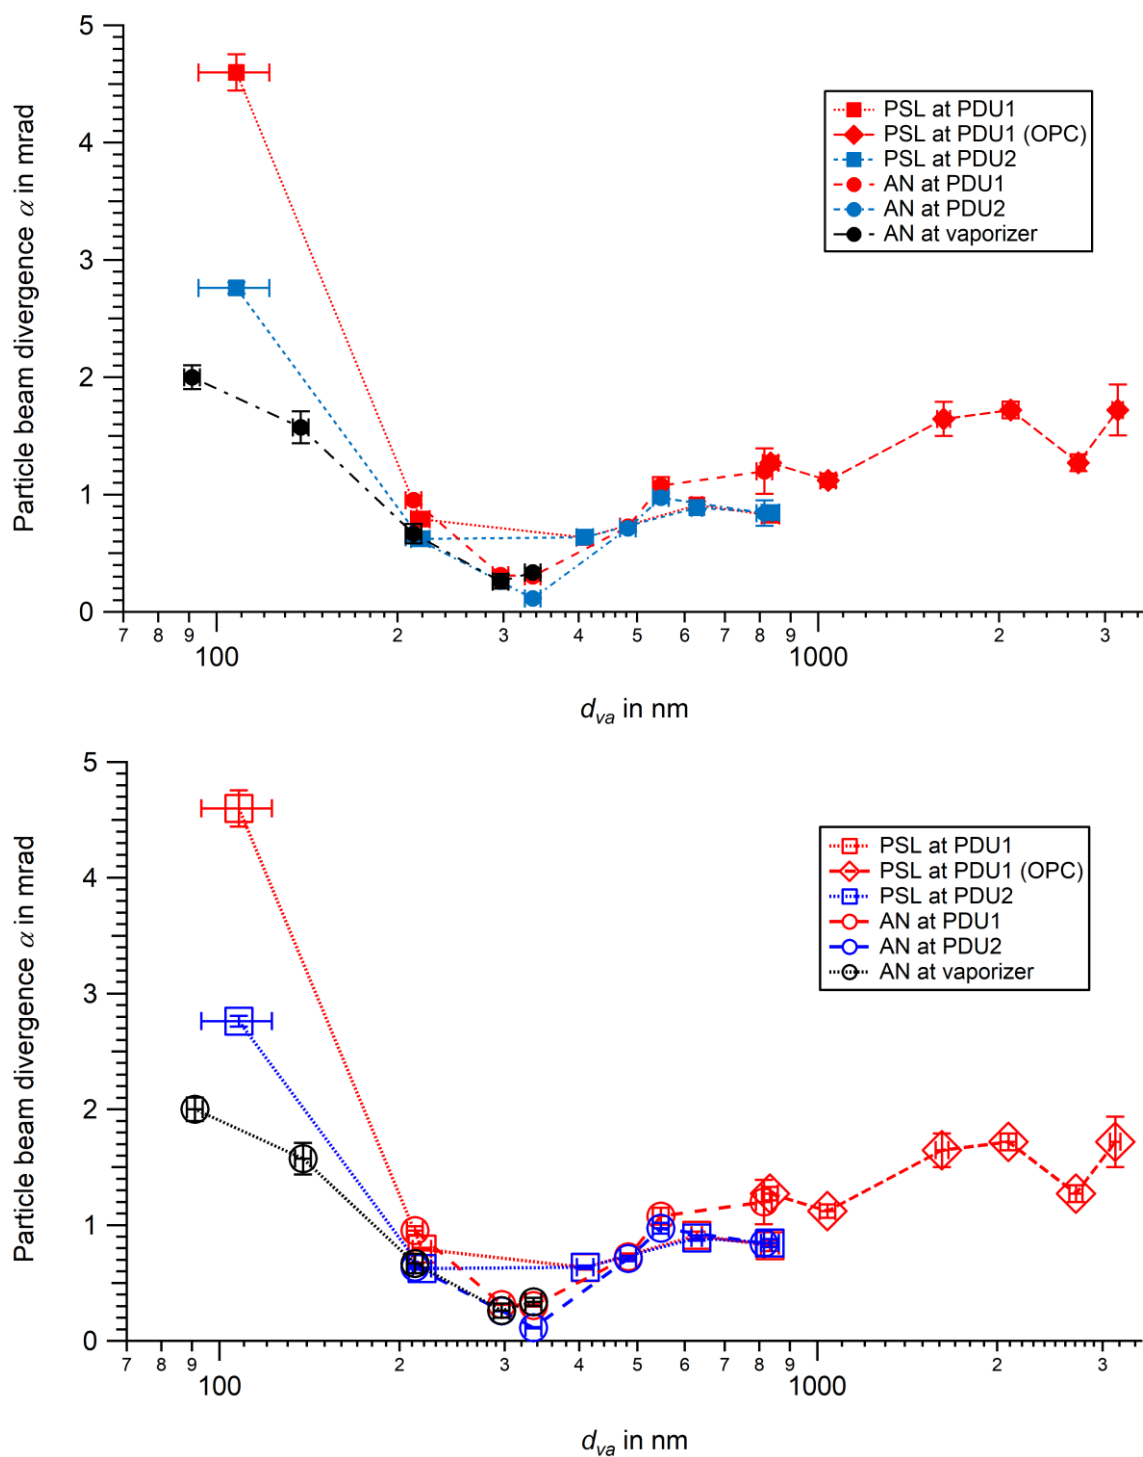 5
4
3
2
1
0
Particle beam divergence α in mrad
PSL at PDU1
PSL at PDU1 (OPC)
PSL at PDU2
AN at PDU1
AN at PDU2
AN at vaporizer
7 8 9 2 3 4 5 6 7 8 9 2 3
100 1000
d_va in nm
5
4
3
2
1
0
Particle beam divergence α in mrad
PSL at PDU1
PSL at PDU1 (OPC)
PSL at PDU2
AN at PDU1
AN at PDU2
AN at vaporizer
7 8 9 2 3 4 5 6 7 8 9 2 3
100 1000
d_va in nm